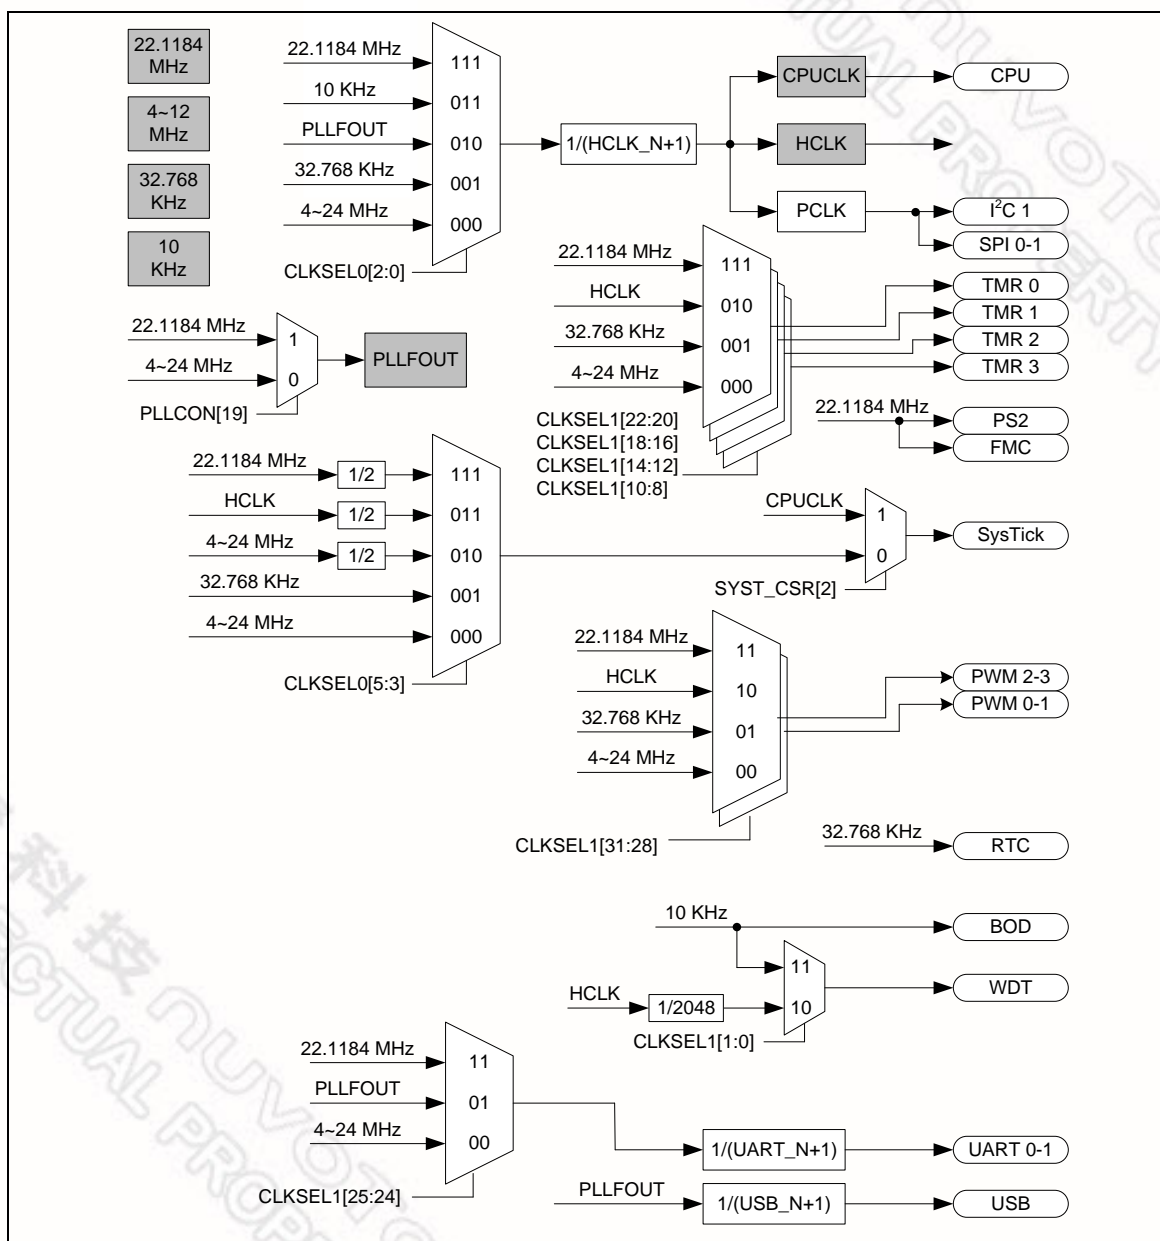 22.1184
MHz
4~12
MHz
32.768
KHz
10
KHz
22.1184 MHz
111
10 KHz
011
PLLFOUT
010
32.768 KHz
001
4~24 MHz
000
CLKSEL0[2:0]
1/(HCLK_N+1)
CPUCLK
CPU
HCLK
PCLK
I²C 1
SPI 0-1
22.1184 MHz
1
4~24 MHz
0
PLLCON[19]
PLLFOUT
22.1184 MHz
111
HCLK
010
32.768 KHz
001
4~24 MHz
000
CLKSEL1[22:20]
CLKSEL1[18:16]
CLKSEL1[14:12]
CLKSEL1[10:8]
TMR 0
TMR 1
TMR 2
TMR 3
22.1184 MHz
PS2
FMC
22.1184 MHz
1/2
111
HCLK
1/2
011
4~24 MHz
1/2
010
32.768 KHz
001
4~24 MHz
000
CLKSEL0[5:3]
CPUCLK
1
0
SYST_CSR[2]
SysTick
22.1184 MHz
11
HCLK
10
32.768 KHz
01
4~24 MHz
00
CLKSEL1[31:28]
PWM 2-3
PWM 0-1
32.768 KHz
RTC
10 KHz
BOD
11
HCLK
1/2048
10
CLKSEL1[1:0]
WDT
22.1184 MHz
11
PLLFOUT
01
4~24 MHz
00
CLKSEL1[25:24]
1/(UART_N+1)
UART 0-1
PLLFOUT
1/(USB_N+1)
USB
nuvoto
TUAL PROPERTY
科技 nuvoto
ECTUAL PROP